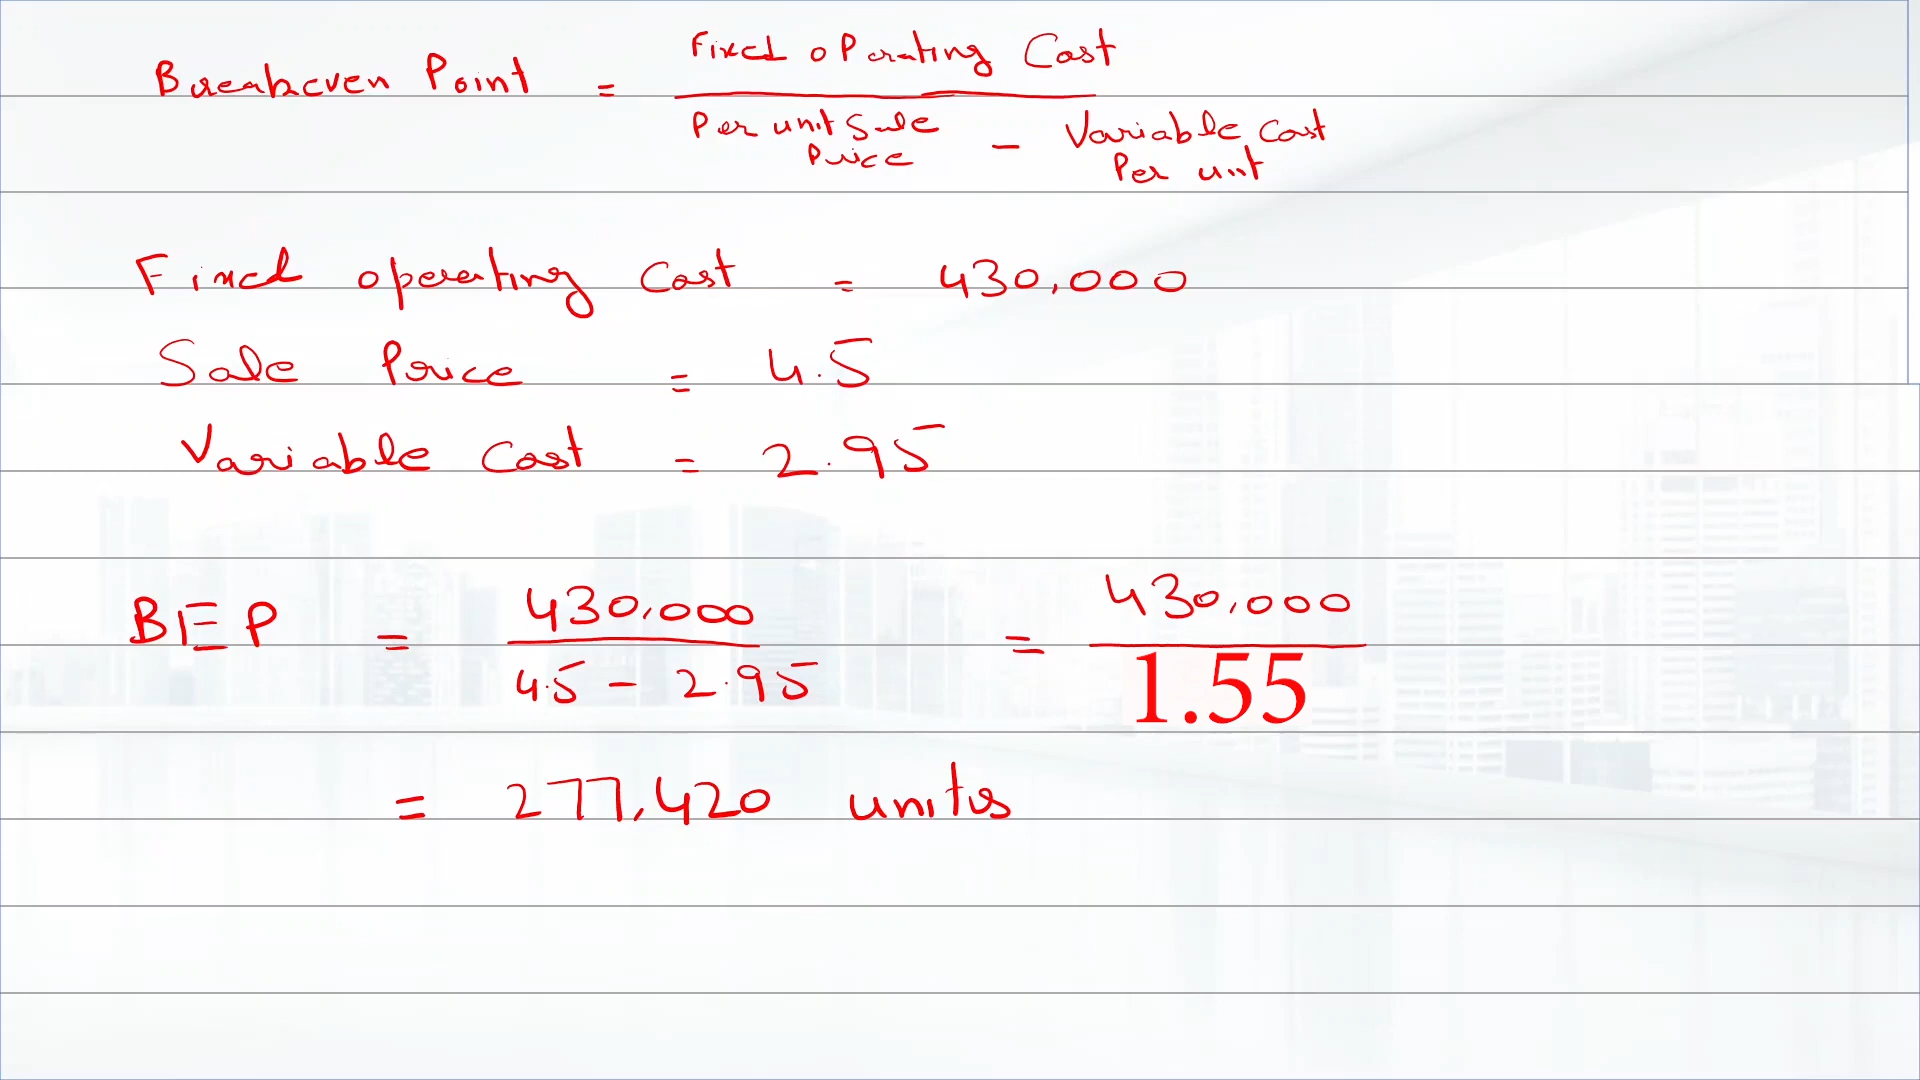 Breakeven Point = Fixed operating Cost
Per unit Sale Price - Variable Cost Per unit
Fixed operating Cost = 430,000
Sale Price = 4.5
Variable Cost = 2.95
BEP = 430,000 / 4.5 - 2.95 = 430,000 / 1.55
= 277,420 units